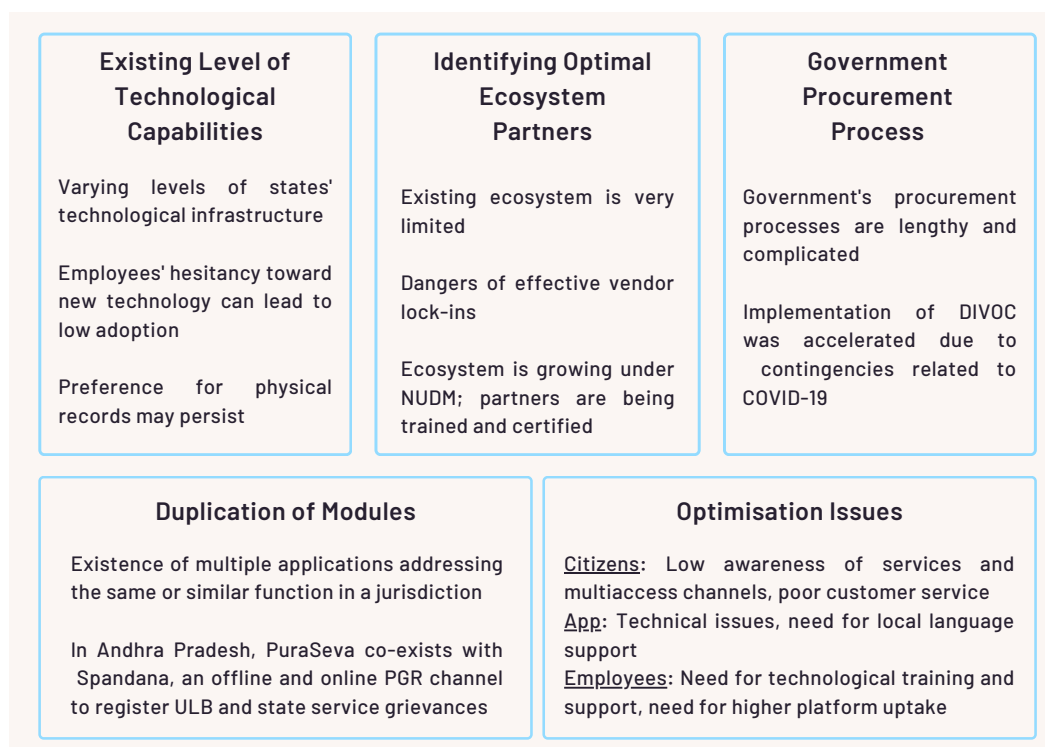 Existing Level of
Technological
Capabilities
Varying levels of states'
technological infrastructure
Employees' hesitancy toward
new technology can lead to
low adoption
Preference for physical
records may persist
Identifying Optimal
Ecosystem
Partners
Existing ecosystem is very
limited
Dangers of effective vendor
lock-ins
Ecosystem is growing under
NUDM; partners are being
trained and certified
Government
Procurement
Process
Government's procurement
processes are lengthy and
complicated
Implementation of DIVOC
was accelerated due to
contingencies related to
COVID-19
Duplication of Modules
Existence of multiple applications addressing
the same or similar function in a jurisdiction
In Andhra Pradesh, PuraSeva co-exists with
Spandana, an offline and online PGR channel
to register ULB and state service grievances
Optimisation Issues
Citizens: Low awareness of services and
multiaccess channels, poor customer service
App: Technical issues, need for local language
support
Employees: Need for technological training and
support, need for higher platform uptake